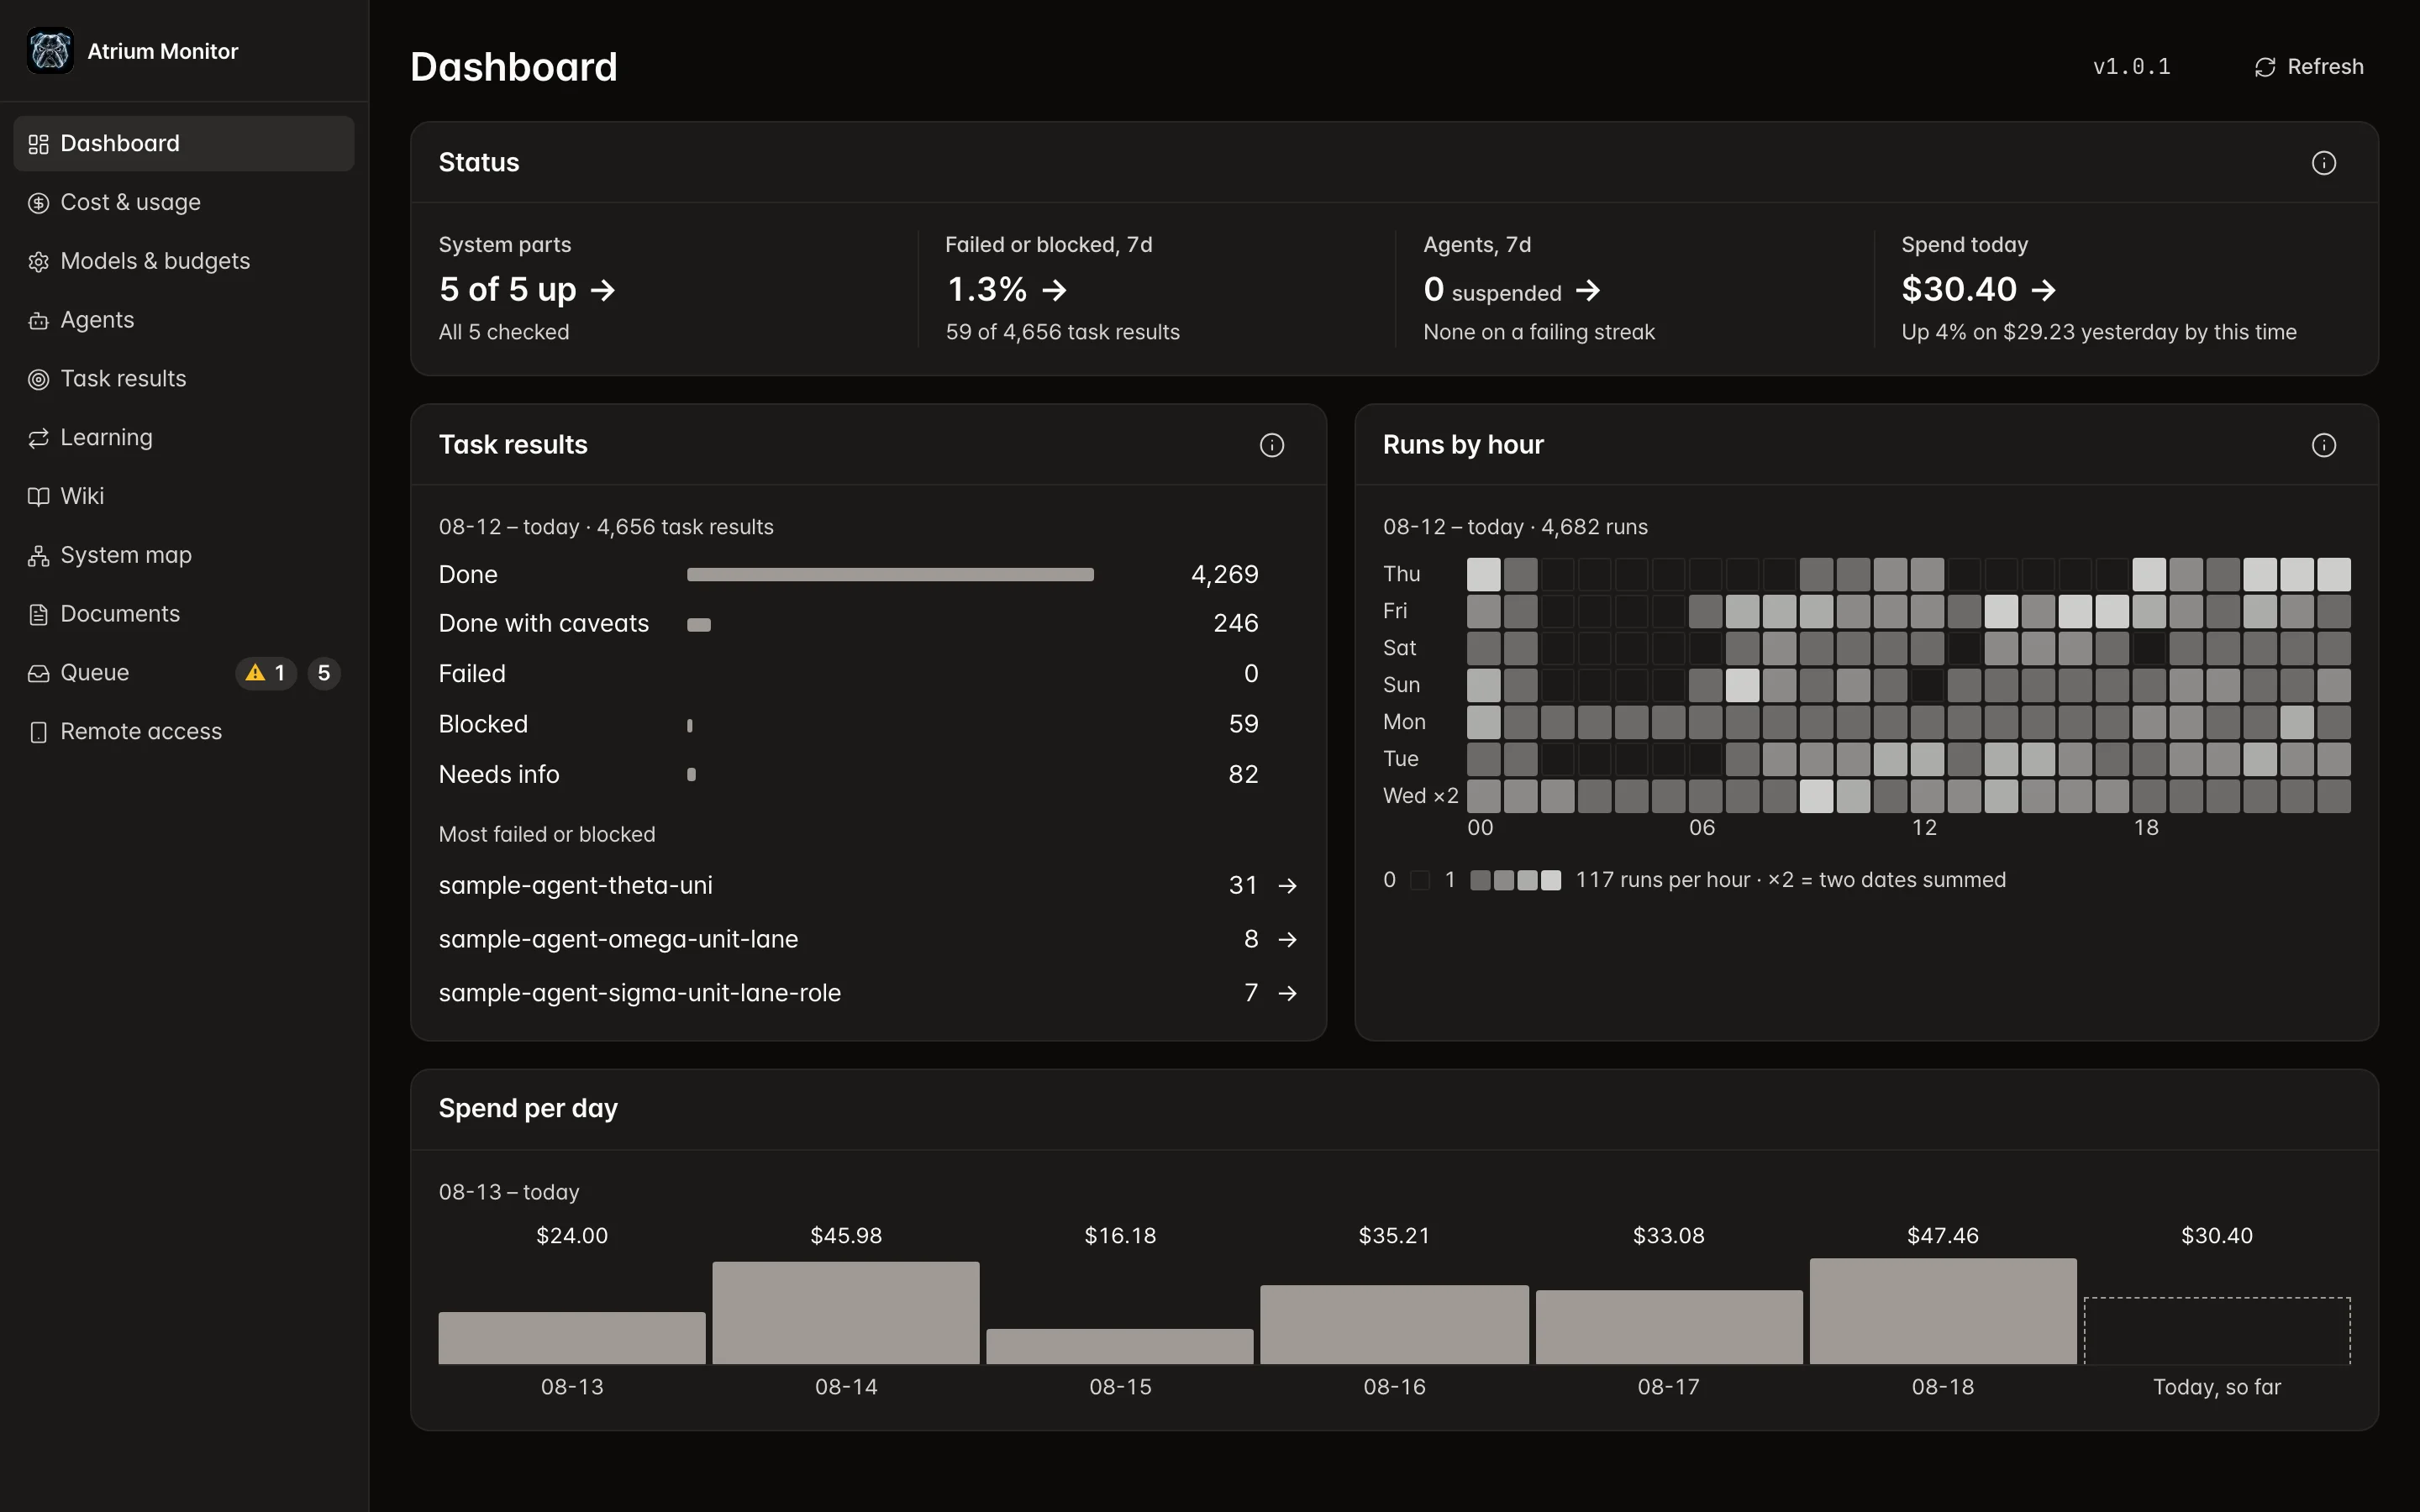 Atrium Monitor
Dashboard
Cost & usage
Models & budgets
Agents
Task results
Learning
Wiki
System map
Documents
Queue 1 5
Remote access
Dashboard
v1.0.1 Refresh
Status
System parts
5 of 5 up →
All 5 checked
Failed or blocked, 7d
1.3% →
59 of 4,656 task results
Agents, 7d
0 suspended →
None on a failing streak
Spend today
$30.40 →
Up 4% on $29.23 yesterday by this time
Task results
08-12 – today · 4,656 task results
Done 4,269
Done with caveats 246
Failed 0
Blocked 59
Needs info 82
Most failed or blocked
sample-agent-theta-uni 31 →
sample-agent-omega-unit-lane 8 →
sample-agent-sigma-unit-lane-role 7 →
Runs by hour
08-12 – today · 4,682 runs
Thu
Fri
Sat
Sun
Mon
Tue
Wed ×2
00 06 12 18
0 1 117 runs per hour · ×2 = two dates summed
Spend per day
08-13 – today
$24.00 $45.98 $16.18 $35.21 $33.08 $47.46 $30.40
08-13 08-14 08-15 08-16 08-17 08-18 Today, so far